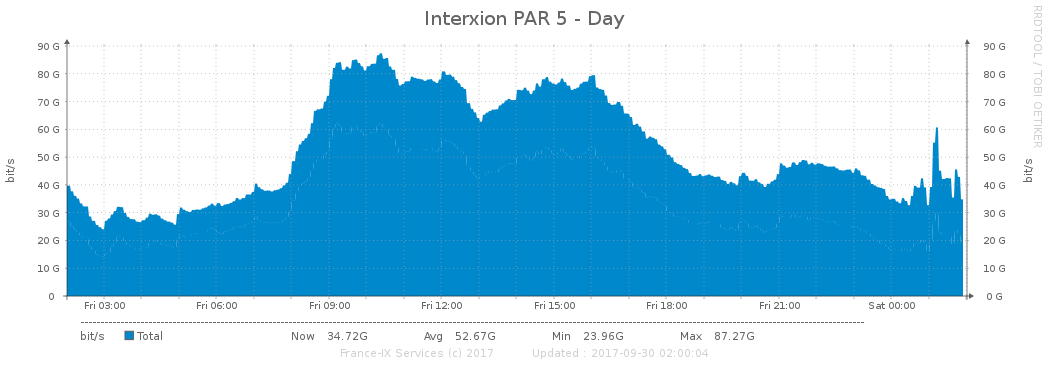 Interxion PAR 5 - Day
RRDTOOL / TOBI OETIKER
90 G 90 G
80 G 80 G
70 G 70 G
60 G 60 G
50 G 50 G
40 G 40 G
30 G 30 G
20 G 20 G
10 G 10 G
0 0 G
bit/s
bit/s
Fri 03:00 Fri 06:00 Fri 09:00 Fri 12:00 Fri 15:00 Fri 18:00 Fri 21:00 Sat 00:00
bit/s Total Now 34.72G Avg 52.67G Min 23.96G Max 87.27G
France-IX Services (c) 2017 Updated : 2017-09-30 02:00:04